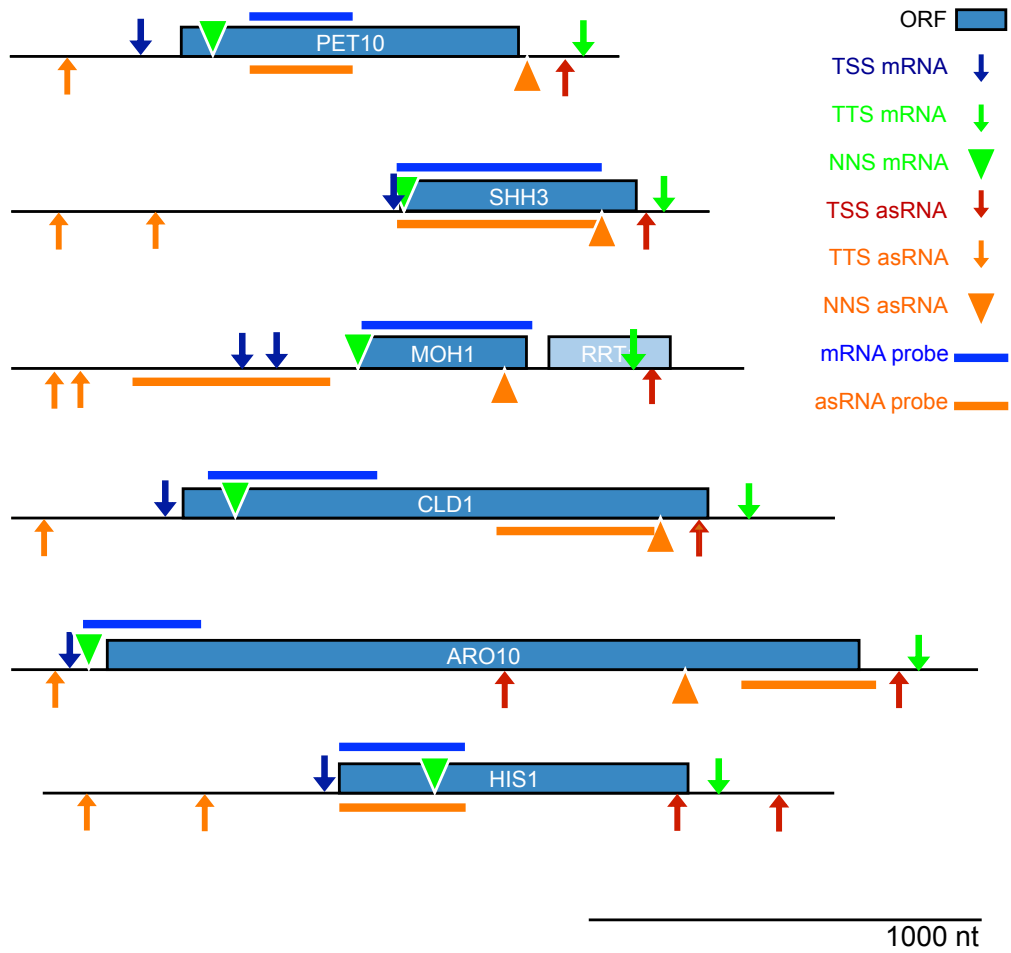 ORF
PET10
TSS mRNA
TTS mRNA
NNS mRNA
SHH3
TSS asRNA
TTS asRNA
NNS asRNA
MOH1
RRT
mRNA probe
asRNA probe
CLD1
ARO10
HIS1
1000 nt